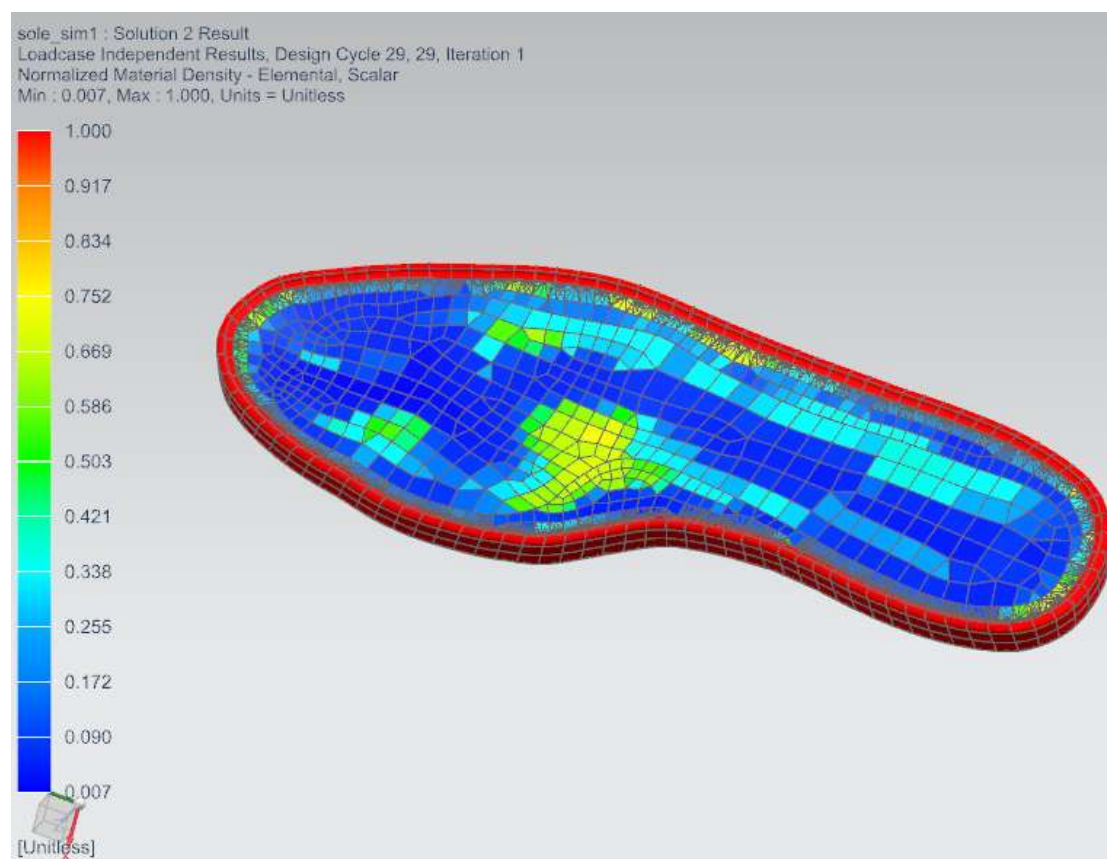 sole_sim1 : Solution 2 Result
Loadcase Independent Results, Design Cycle 29, 29, Iteration 1
Normalized Material Density - Elemental, Scalar
Min : 0.007, Max : 1.000, Units = Unitless
1.000
0.917
0.834
0.752
0.669
0.586
0.503
0.421
0.338
0.255
0.172
0.090
0.007
[Unitless]